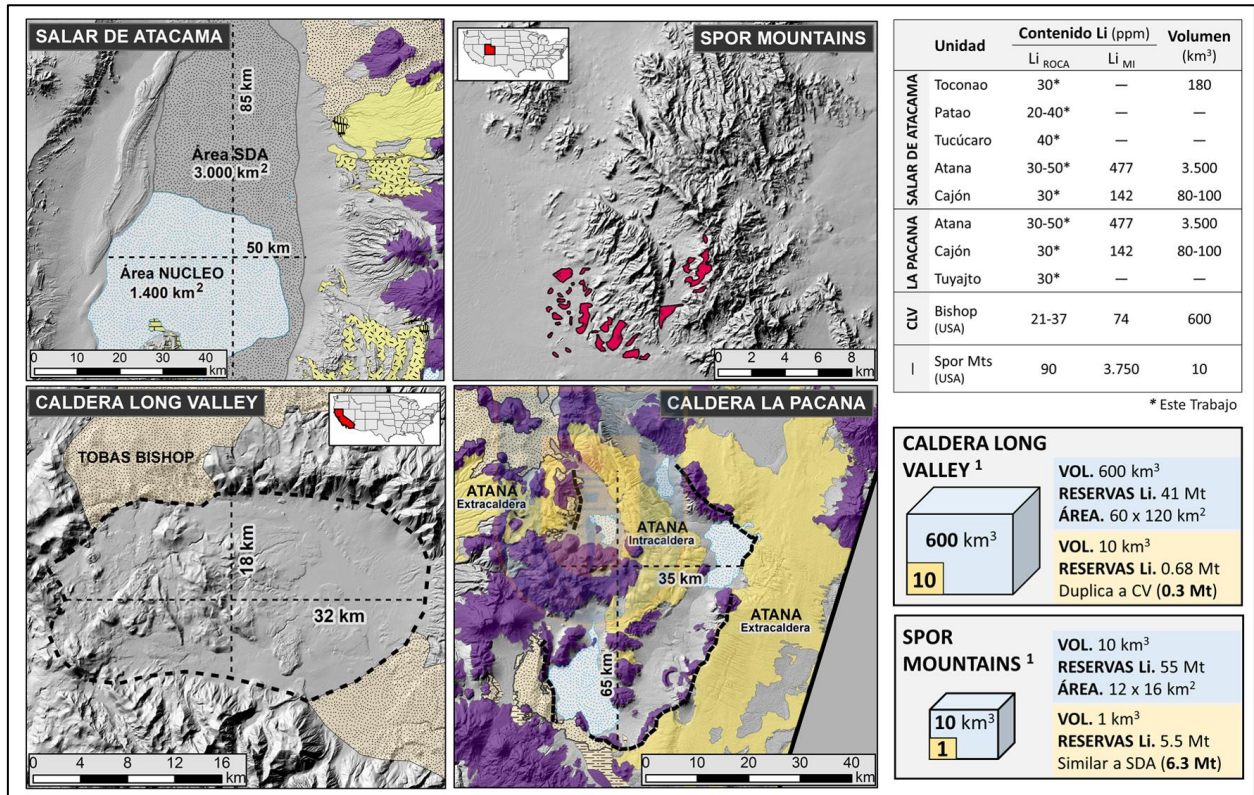 SALAR DE ATACAMA
85 km
Área SDA
3.000 km²
50 km
Área NUCLEO
1.400 km²
0 10 20 30 40
km
SPOR MOUNTAINS
0 2 4 6 8
km
CALDERA LONG VALLEY
TOBAS BISHOP
18 km
32 km
0 4 8 12 16
km
CALDERA LA PACANA
ATANA
Extracaldera
ATANA
Intracaldera
35 km
ATANA
Extracaldera
65 km
0 10 20 30 40
km
Unidad Contenido Li (ppm) Volumen
Li ROCA Li MI (km³)
SALAR DE ATACAMA
Toconao 30* — 180
Patao 20-40* — —
Tucúcaro 40* — —
Atana 30-50* 477 3.500
Cajón 30* 142 80-100
LA PACANA
Atana 30-50* 477 3.500
Cajón 30* 142 80-100
Tuyajto 30* — —
CLV
Bishop 21-37 74 600
(USA)
|
Spor Mts 90 3.750 10
(USA)
* Este Trabajo
CALDERA LONG
VALLEY ¹
600 km³
10
VOL. 600 km³
RESERVAS Li. 41 Mt
ÁREA. 60 x 120 km²
VOL. 10 km³
RESERVAS Li. 0.68 Mt
Duplica a CV (0.3 Mt)
SPOR
MOUNTAINS ¹
10 km³
1
VOL. 10 km³
RESERVAS Li. 55 Mt
ÁREA. 12 x 16 km²
VOL. 1 km³
RESERVAS Li. 5.5 Mt
Similar a SDA (6.3 Mt)